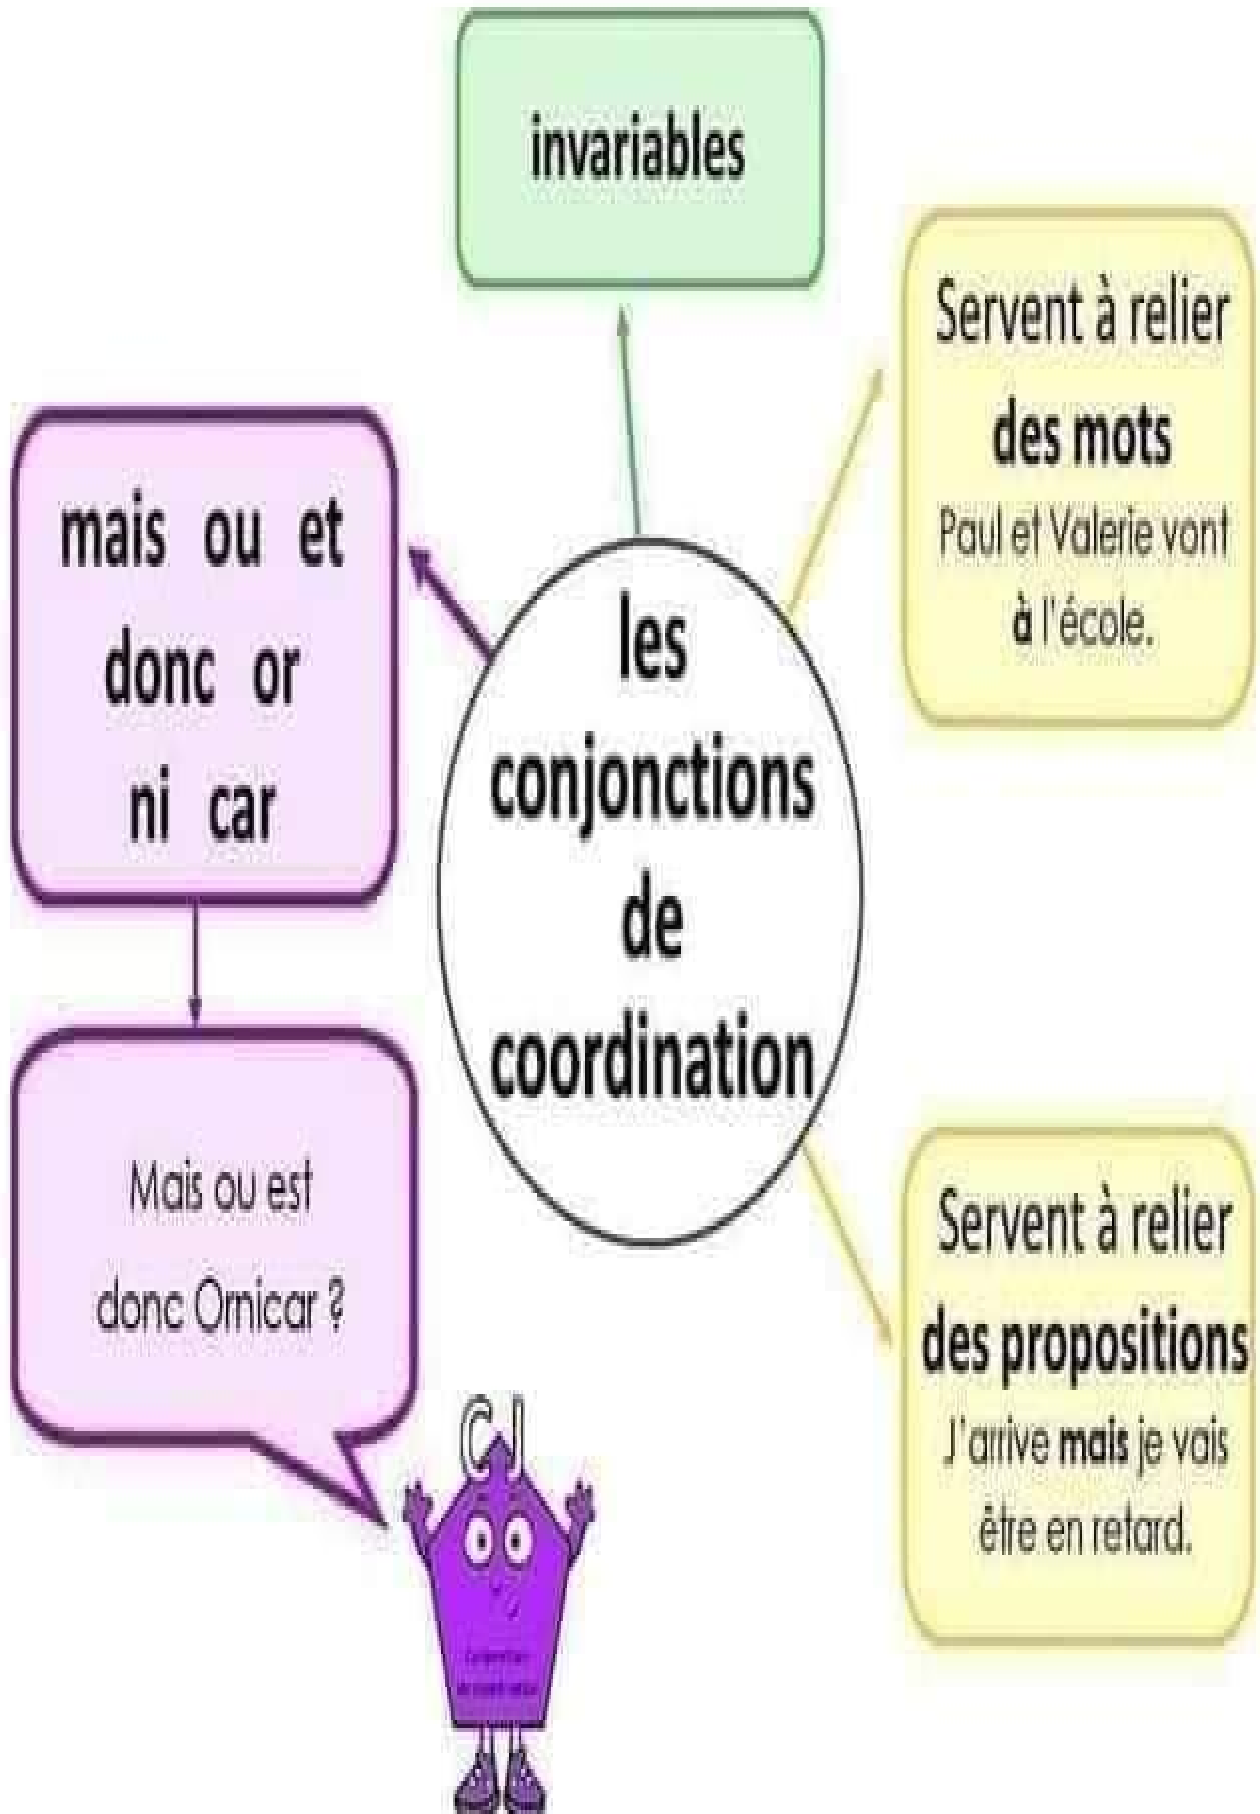 invariables
Servent à relier
des mots
Paul et Valerie vont
à l'école.
mais ou et
donc or
ni car
les
conjonctions
de
coordination
Mais ou est
donc Ornicar ?
Servent à relier
des propositions
J'arrive mais je vais
être en retard.
CJ